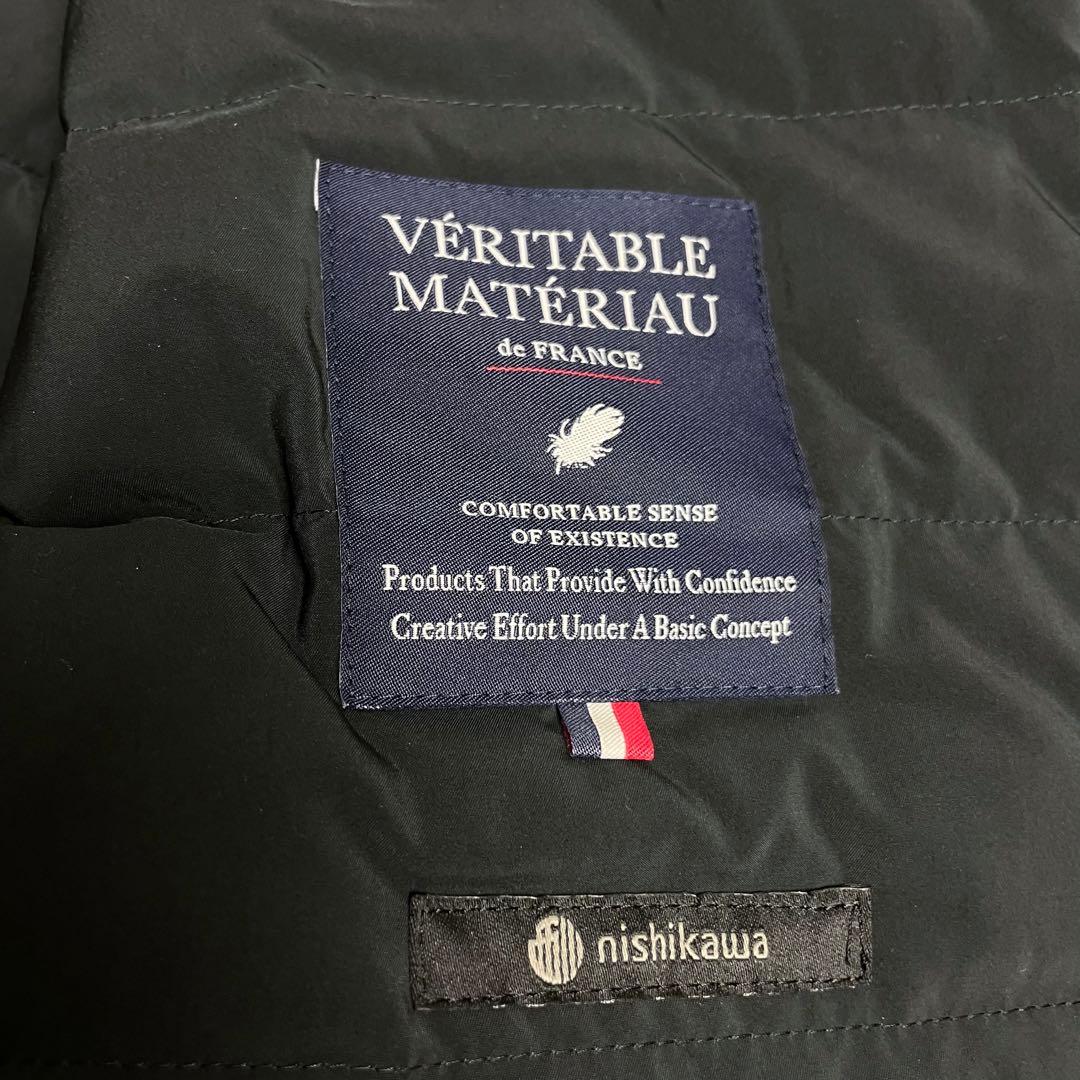 VÉRITABLE
MATÉRIAU
de FRANCE
COMFORTABLE SENSE
OF EXISTENCE
Products That Provide With Confidence
Creative Effort Under A Basic Concept
nishikawa